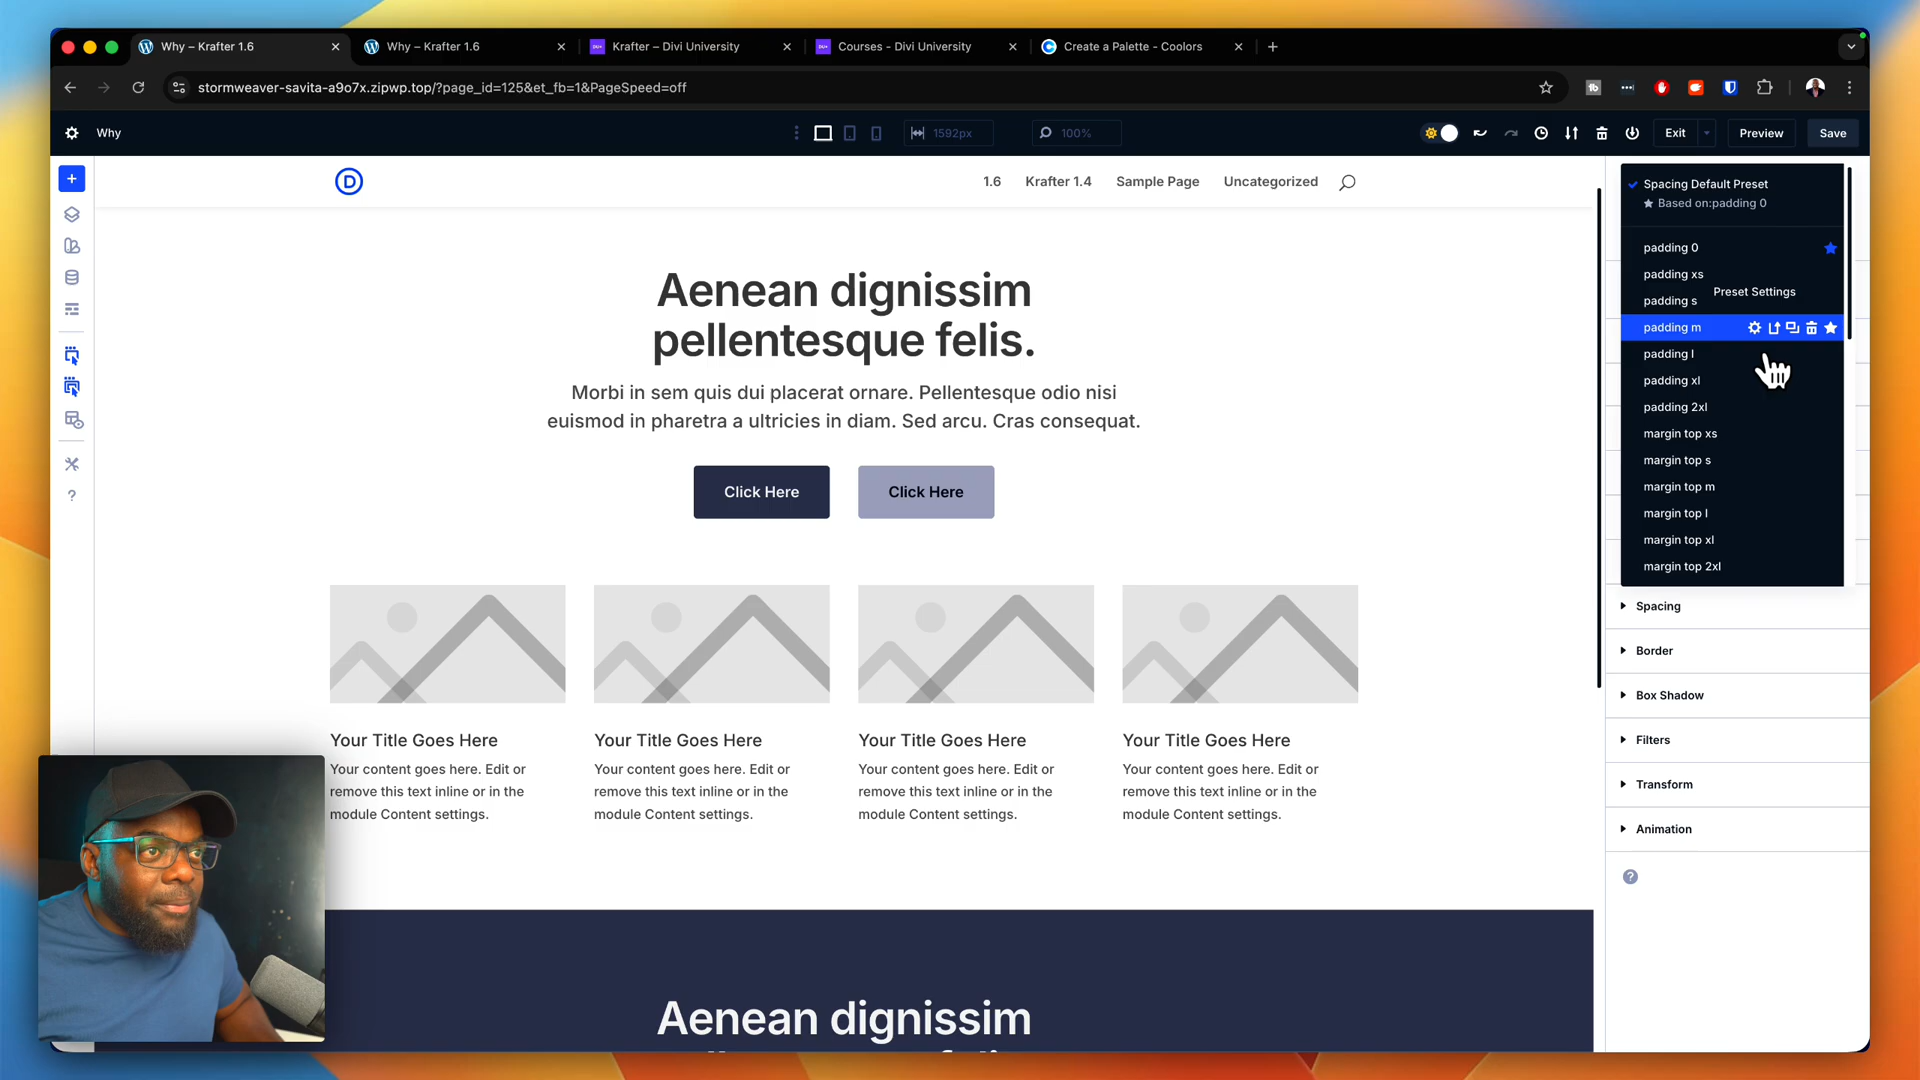 Why – Krafter 1.6
Why – Krafter 1.6
DU+
Krafter – Divi University
DU+
Courses - Divi University
Create a Palette - Coolors
stormweaver-savita-a9o7x.zipwp.top/?page_id=125&et_fb=1&PageSpeed=off
Why
1592px
100%
Exit
Preview
Save
D
1.6
Krafter 1.4
Sample Page
Uncategorized
Aenean dignissim
pellentesque felis.
Morbi in sem quis dui placerat ornare. Pellentesque odio nisi
euismod in pharetra a ultricies in diam. Sed arcu. Cras consequat.
Click Here
Click Here
Your Title Goes Here
Your content goes here. Edit or
remove this text inline or in the
module Content settings.
Your Title Goes Here
Your content goes here. Edit or
remove this text inline or in the
module Content settings.
Your Title Goes Here
Your content goes here. Edit or
remove this text inline or in the
module Content settings.
Your Title Goes Here
Your content goes here. Edit or
remove this text inline or in the
module Content settings.
Aenean dignissim
Spacing Default Preset
Based on:padding 0
padding 0
padding xs
Preset Settings
padding s
padding m
padding l
padding xl
padding 2xl
margin top xs
margin top s
margin top m
margin top l
margin top xl
margin top 2xl
Spacing
Border
Box Shadow
Filters
Transform
Animation
?
?